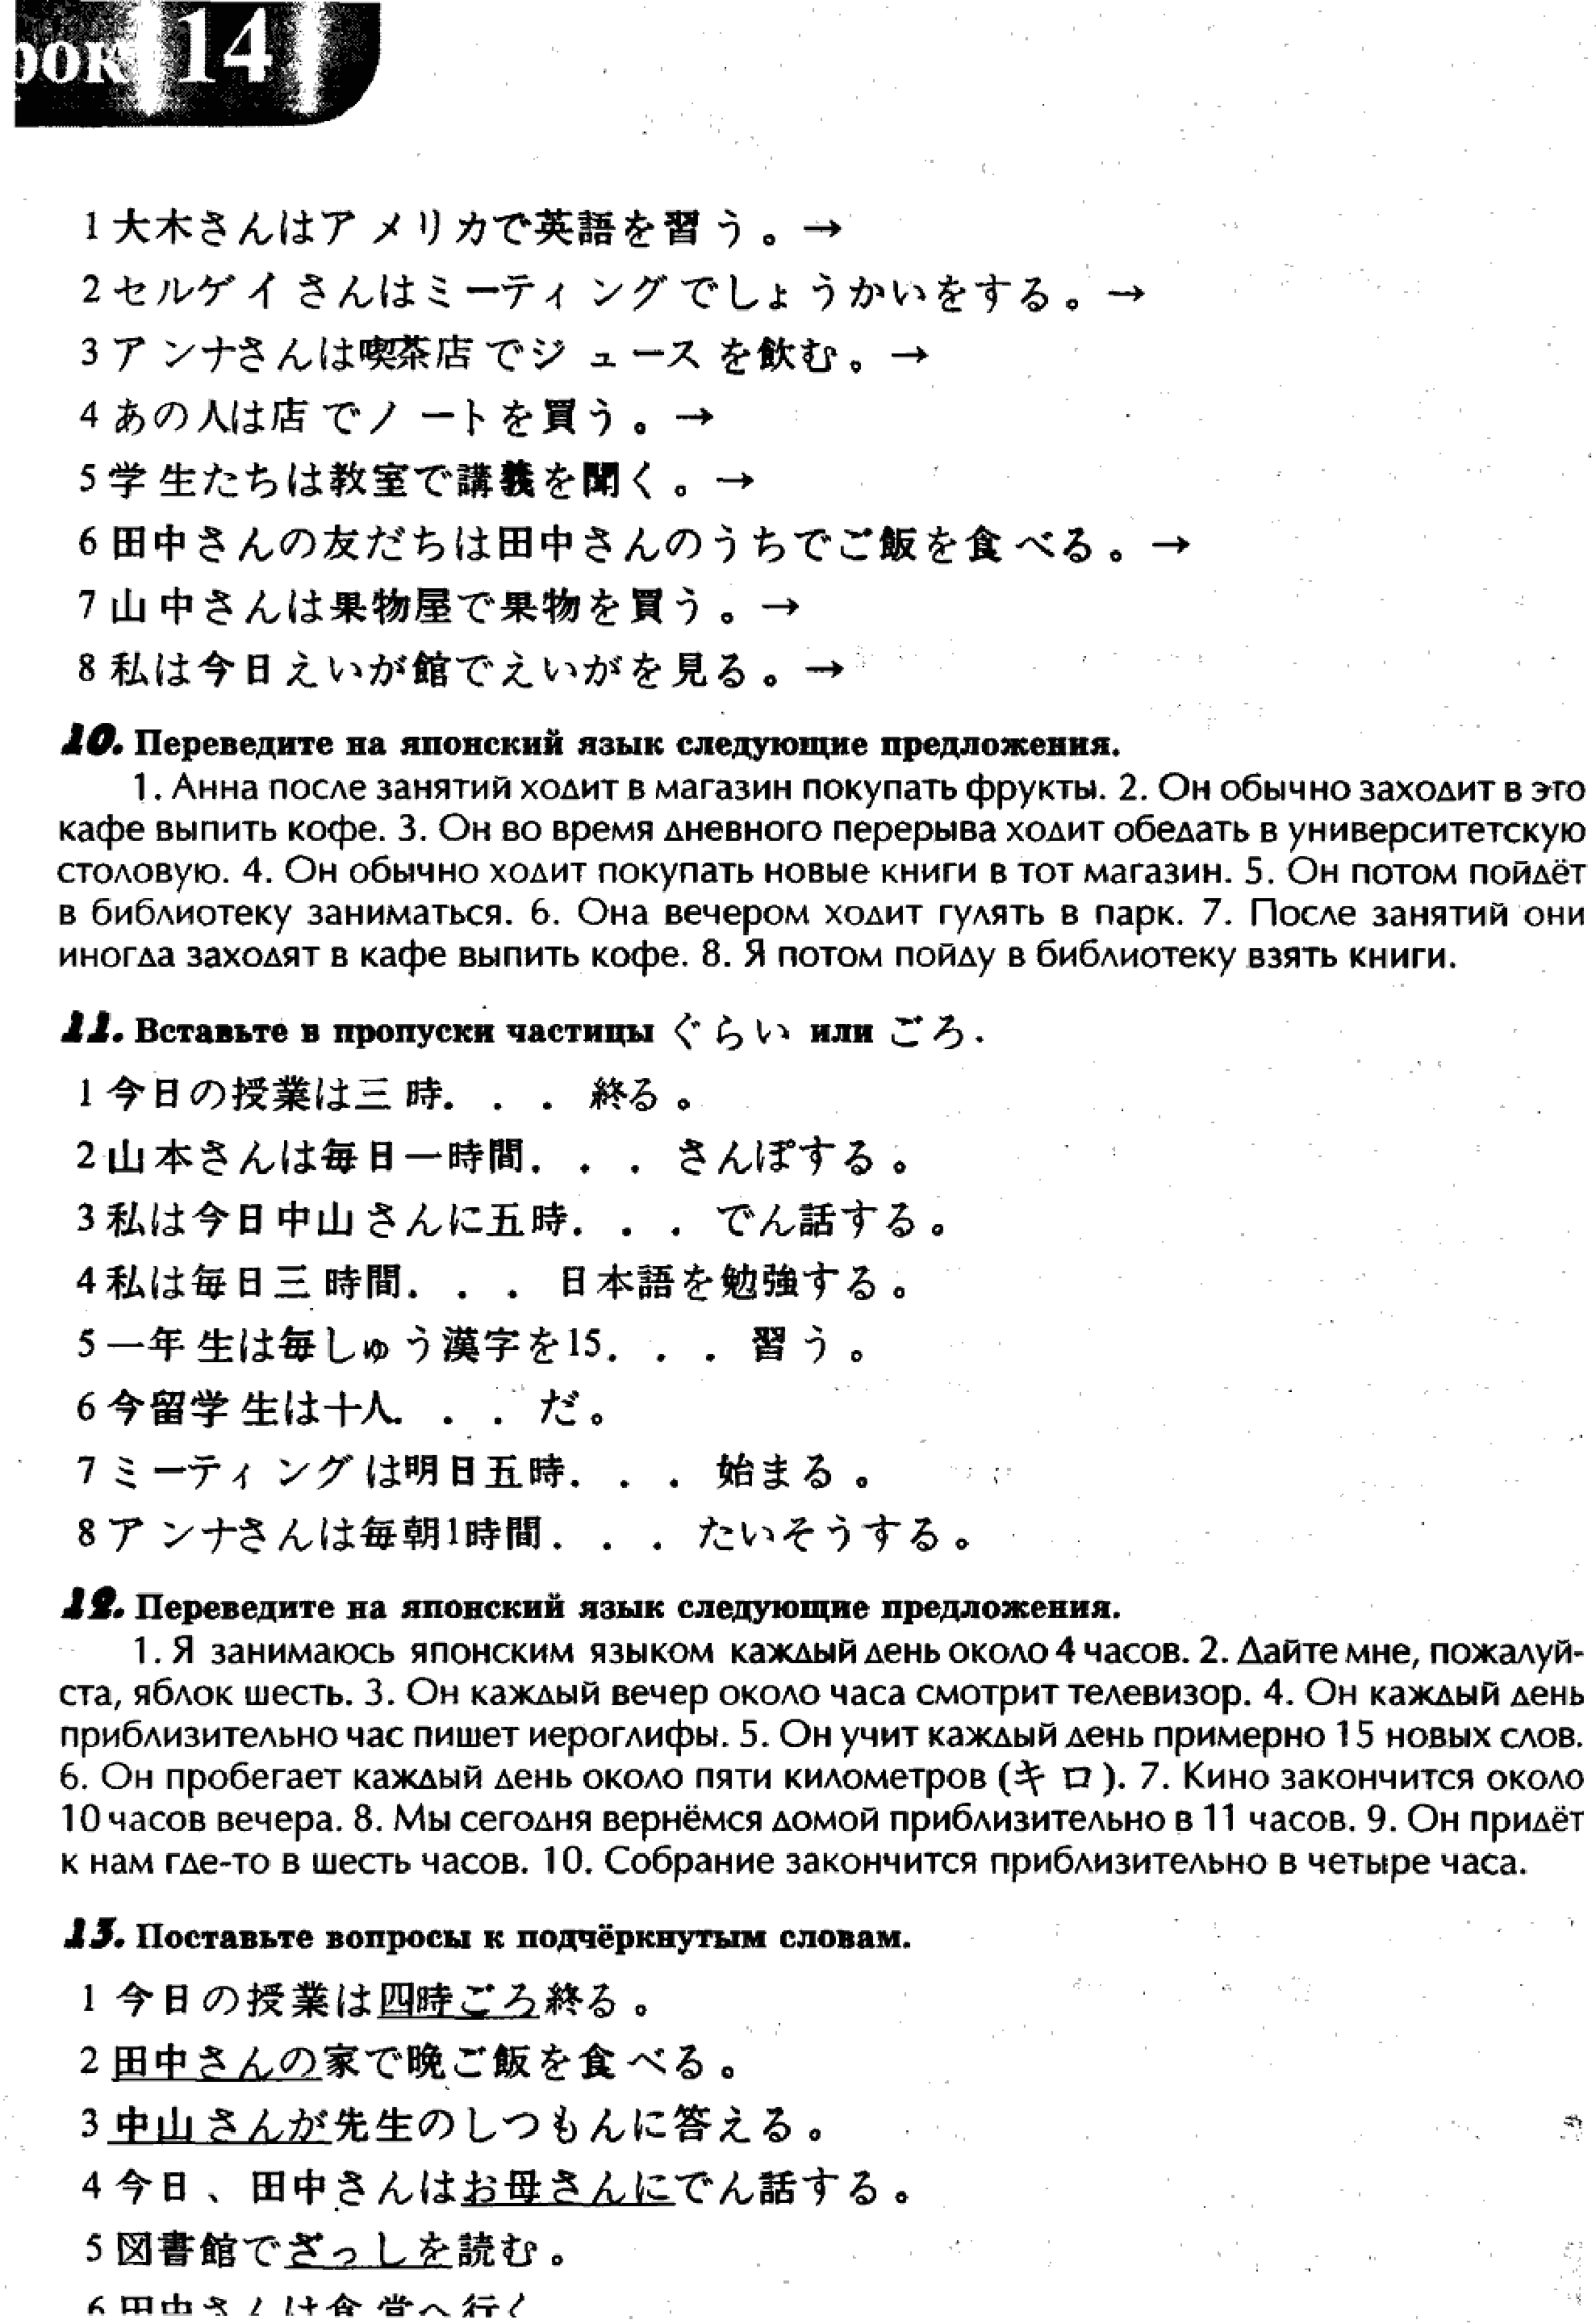 рок 14
1 大木さんはアメリカで英語を習う。→
2 セルゲイさんはミーティングでしょうかいをする。→
3 アンナさんは喫茶店でジュースを飲む。→
4 あの人は店でノートを買う。→
5 学生たちは教室で講義を聞く。→
6 田中さんの友だちは田中さんのうちでご飯を食べる。→
7 山中さんは果物屋で果物を買う。→
8 私は今日えいが館でえいがを見る。→
10. Переведите на японский язык следующие предложения.
1. Анна после занятий ходит в магазин покупать фрукты. 2. Он обычно заходит в это
кафе выпить кофе. 3. Он во время дневного перерыва ходит обедать в университетскую
столовую. 4. Он обычно ходит покупать новые книги в тот магазин. 5. Он потом пойдёт
в библиотеку заниматься. 6. Она вечером ходит гулять в парк. 7. После занятий они
иногда заходят в кафе выпить кофе. 8. Я потом пойду в библиотеку взять книги.
11. Вставьте в пропуски частицы ぐらい или ごろ.
1 今日の授業は三時. . . 終る。
2 山本さんは毎日一時間. . . さんぽする。
3 私は今日中山さんに五時. . . でん話する。
4 私は毎日三時間. . . 日本語を勉強する。
5 一年生は毎しゅう漢字を15. . . 習う。
6 今留学生は十人. . . だ。
7 ミーティングは明日五時. . . 始まる。
8 アンナさんは毎朝1時間. . . たいそうする。
12. Переведите на японский язык следующие предложения.
1. Я занимаюсь японским языком каждый день около 4 часов. 2. Дайте мне, пожалуй-
ста, яблок шесть. 3. Он каждый вечер около часа смотрит телевизор. 4. Он каждый день
приблизительно час пишет иероглифы. 5. Он учит каждый день примерно 15 новых слов.
6. Он пробегает каждый день около пяти километров (キロ). 7. Кино закончится около
10 часов вечера. 8. Мы сегодня вернёмся домой приблизительно в 11 часов. 9. Он придёт
к нам где-то в шесть часов. 10. Собрание закончится приблизительно в четыре часа.
13. Поставьте вопросы к подчёркнутым словам.
1 今日の授業は四時ごろ終る。
2 田中さんの家で晩ご飯を食べる。
3 中山さんが先生のしつもんに答える。
4 今日、田中さんはお母さんにでん話する。
5 図書館でざっしを読む。
6 田中さんは食堂へ行く